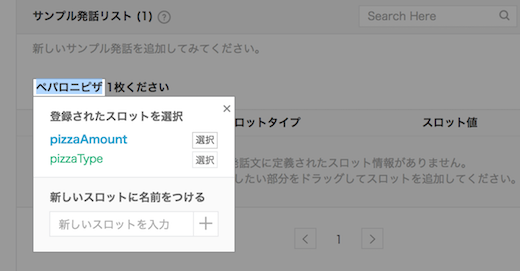 サンプル発話リスト (1) ?
Search Here
新しいサンプル発話を追加してみてください。
ペパロニピザ 1枚ください
×
登録されたスロットを選択
pizzaAmount 選択
pizzaType 選択
新しいスロットに名前をつける
新しいスロットを入力 +
ロットタイプ
スロット値
発話文に定義されたスロット情報がありません。
したい部分をドラッグしてスロットを追加してください。
< 1 >